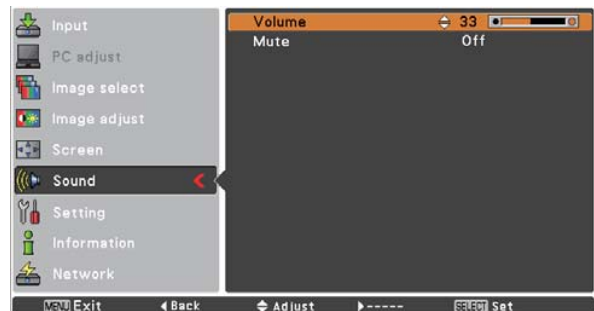 Input
PC adjust
Image select
Image adjust
Screen
Sound
Setting
Information
Network
Volume 33
Mute Off
MENU Exit Back Adjust ----- SELECT Set